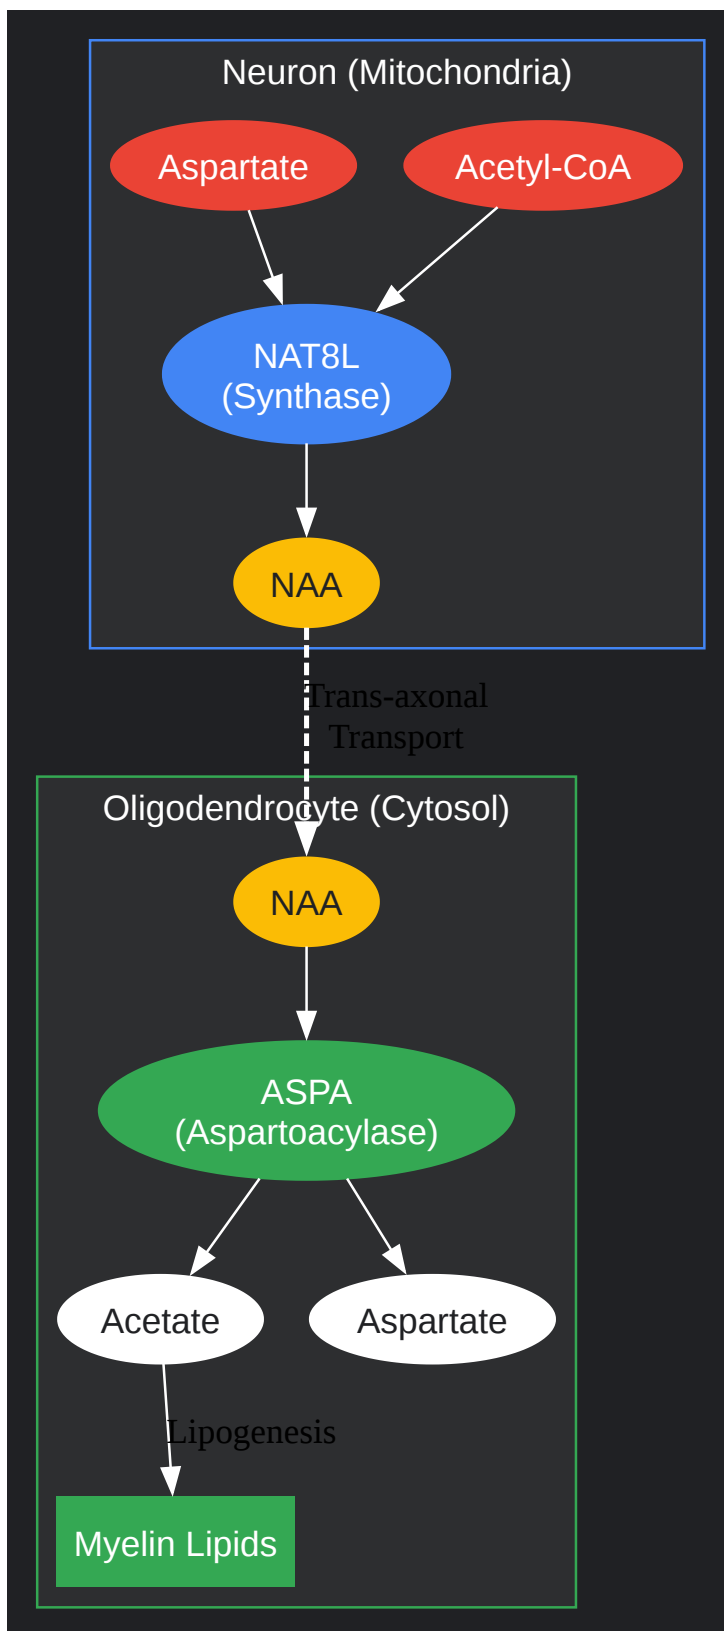 Neuron (Mitochondria)
Aspartate
Acetyl-CoA
NAT8L
(Synthase)
NAA
Trans-axonal
Transport
Oligodendrocyte (Cytosol)
NAA
ASPA
(Aspartoacylase)
Acetate
Aspartate
Lipogenesis
Myelin Lipids